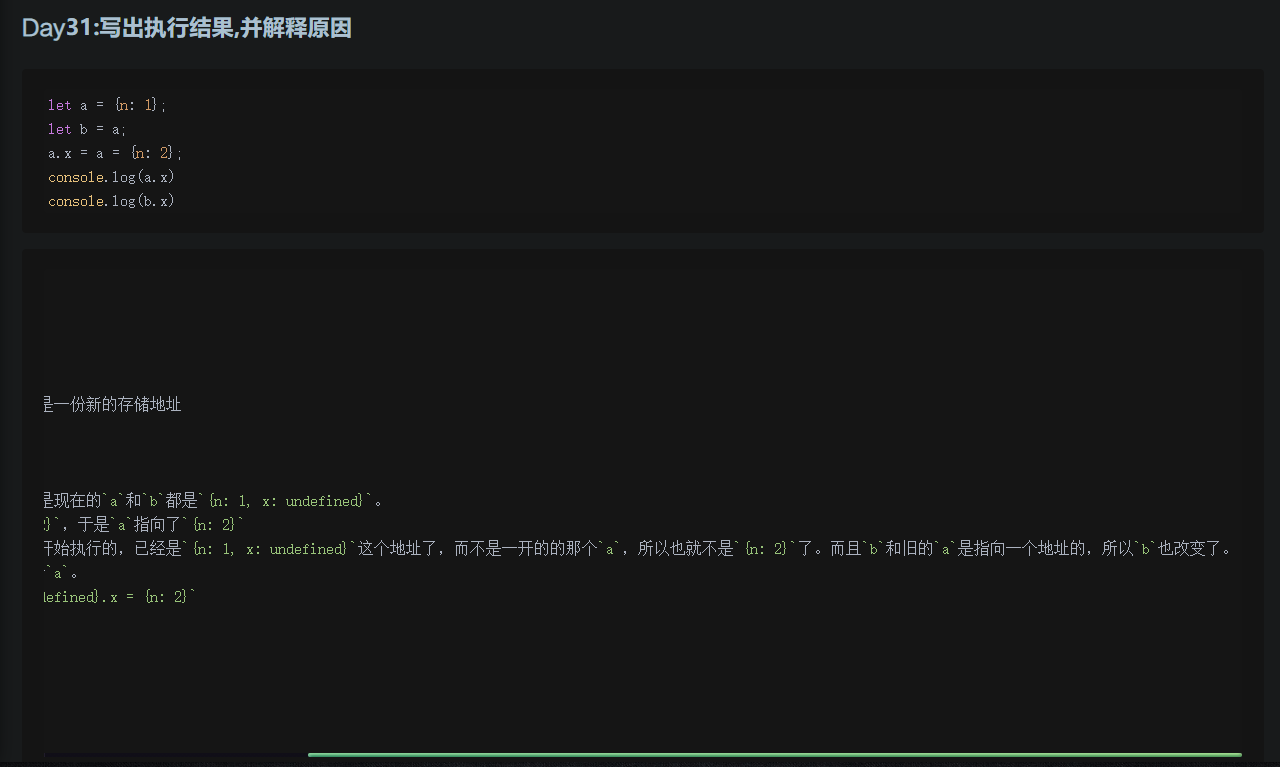 Day31:写出执行结果,并解释原因
let a = {n: 1};
let b = a;
a.x = a = {n: 2};
console.log(a.x)
console.log(b.x)
是一份新的存储地址
是现在的`a`和`b`都是`{n: 1, x: undefined}`。
}`，于是`a`指向了`{n: 2}`
开始执行的，已经是`{n: 1, x: undefined}`这个地址了，而不是一开的的那个`a`，所以也就不是`{n: 2}`了。而且`b`和旧的`a`是指向一个地址的，所以`b`也改变了。
`a`。
defined}.x = {n: 2}`